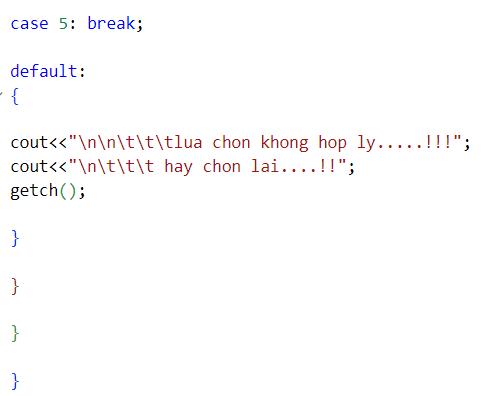 case 5: break;
default:
{
cout<<"\n\n\t\t\tlua chon khong hop ly.....!!!";
cout<<"\n\t\t\t hay chon lai....!!";
getch();
}
}
}
}